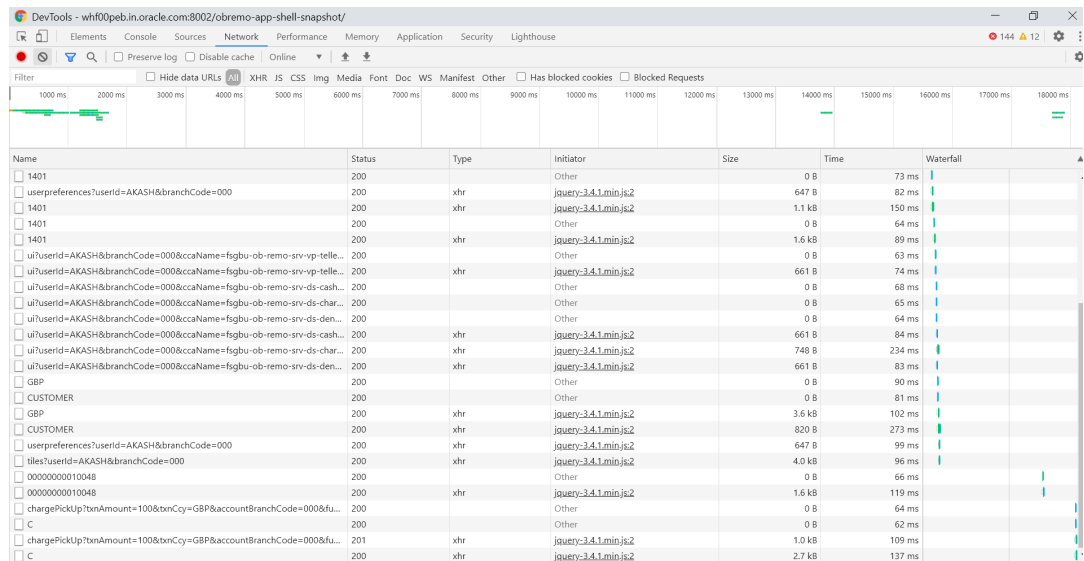 DevTools - whf00peb.in.oracle.com:8002/obremo-app-shell-snapshot/
Elements Console Sources Network Performance Memory Application Security Lighthouse 144 12
Preserve log Disable cache Online
Filter Hide data URLs All XHR JS CSS Img Media Font Doc WS Manifest Other Has blocked cookies Blocked Requests
1000 ms 2000 ms 3000 ms 4000 ms 5000 ms 6000 ms 7000 ms 8000 ms 9000 ms 10000 ms 11000 ms 12000 ms 13000 ms 14000 ms 15000 ms 16000 ms 17000 ms 18000 ms
Name Status Type Initiator Size Time Waterfall
1401 200 Other 0 B 73 ms
userpreferences?userId=AKASH&branchCode=000 200 xhr jquery-3.4.1.min.js:2 647 B 82 ms
1401 200 xhr jquery-3.4.1.min.js:2 1.1 kB 150 ms
1401 200 Other 0 B 64 ms
1401 200 xhr jquery-3.4.1.min.js:2 1.6 kB 89 ms
ui?userId=AKASH&branchCode=000&ccaName=fsgbu-ob-remo-srv-vp-telle... 200 Other 0 B 63 ms
ui?userId=AKASH&branchCode=000&ccaName=fsgbu-ob-remo-srv-vp-telle... 200 xhr jquery-3.4.1.min.js:2 661 B 74 ms
ui?userId=AKASH&branchCode=000&ccaName=fsgbu-ob-remo-srv-ds-cash... 200 Other 0 B 68 ms
ui?userId=AKASH&branchCode=000&ccaName=fsgbu-ob-remo-srv-ds-char... 200 Other 0 B 65 ms
ui?userId=AKASH&branchCode=000&ccaName=fsgbu-ob-remo-srv-ds-den... 200 Other 0 B 64 ms
ui?userId=AKASH&branchCode=000&ccaName=fsgbu-ob-remo-srv-ds-cash... 200 xhr jquery-3.4.1.min.js:2 661 B 84 ms
ui?userId=AKASH&branchCode=000&ccaName=fsgbu-ob-remo-srv-ds-char... 200 xhr jquery-3.4.1.min.js:2 748 B 234 ms
ui?userId=AKASH&branchCode=000&ccaName=fsgbu-ob-remo-srv-ds-den... 200 xhr jquery-3.4.1.min.js:2 661 B 83 ms
GBP 200 Other 0 B 90 ms
CUSTOMER 200 Other 0 B 81 ms
GBP 200 xhr jquery-3.4.1.min.js:2 3.6 kB 102 ms
CUSTOMER 200 xhr jquery-3.4.1.min.js:2 820 B 273 ms
userpreferences?userId=AKASH&branchCode=000 200 xhr jquery-3.4.1.min.js:2 647 B 99 ms
tiles?userId=AKASH&branchCode=000 200 xhr jquery-3.4.1.min.js:2 4.0 kB 96 ms
00000000010048 200 Other 0 B 66 ms
00000000010048 200 xhr jquery-3.4.1.min.js:2 1.6 kB 119 ms
chargePickUp?txnAmount=100&txnCcy=GBP&accountBranchCode=000&fu... 200 Other 0 B 64 ms
C 200 Other 0 B 62 ms
chargePickUp?txnAmount=100&txnCcy=GBP&accountBranchCode=000&fu... 201 xhr jquery-3.4.1.min.js:2 1.0 kB 109 ms
C 200 xhr jquery-3.4.1.min.js:2 2.7 kB 137 ms